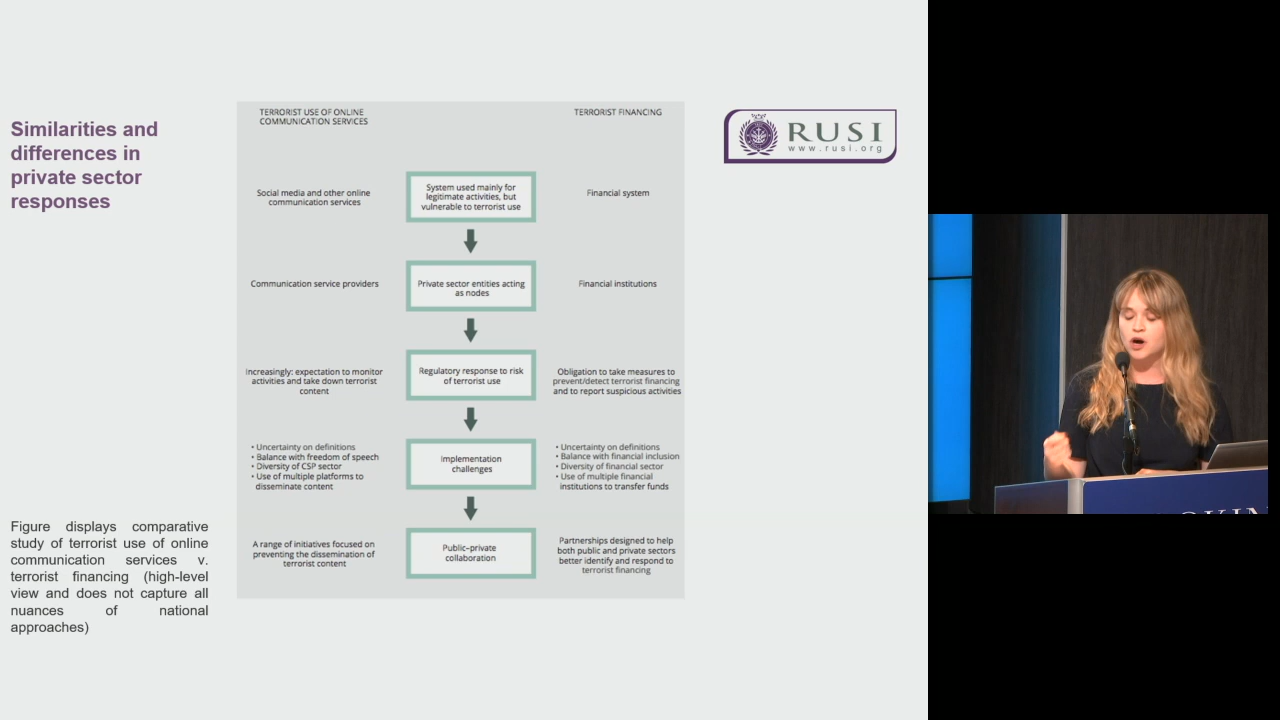 Similarities and
differences in
private sector
responses
TERRORIST USE OF ONLINE
COMMUNICATION SERVICES
TERRORIST FINANCING
RUSI
www.rusi.org
Social media and other online
communication services
System used mainly for
legitimate activities, but
vulnerable to terrorist use
Financial system
Communication service providers
Private sector entities acting
as nodes
Financial institutions
Increasingly: expectation to monitor
activities and take down terrorist
content
Regulatory response to risk
of terrorist use
Obligation to take measures to
prevent/detect terrorist financing
and to report suspicious activities
• Uncertainty on definitions
• Balance with freedom of speech
• Diversity of CSP sector
• Use of multiple platforms to
disseminate content
Implementation
challenges
• Uncertainty on definitions
• Balance with financial inclusion
• Diversity of financial sector
• Use of multiple financial
institutions to transfer funds
A range of initiatives focused on
preventing the dissemination of
terrorist content
Public–private
collaboration
Partnerships designed to help
both public and private sectors
better identify and respond to
terrorist financing
Figure displays comparative
study of terrorist use of online
communication services v.
terrorist financing (high-level
view and does not capture all
nuances of national
approaches)